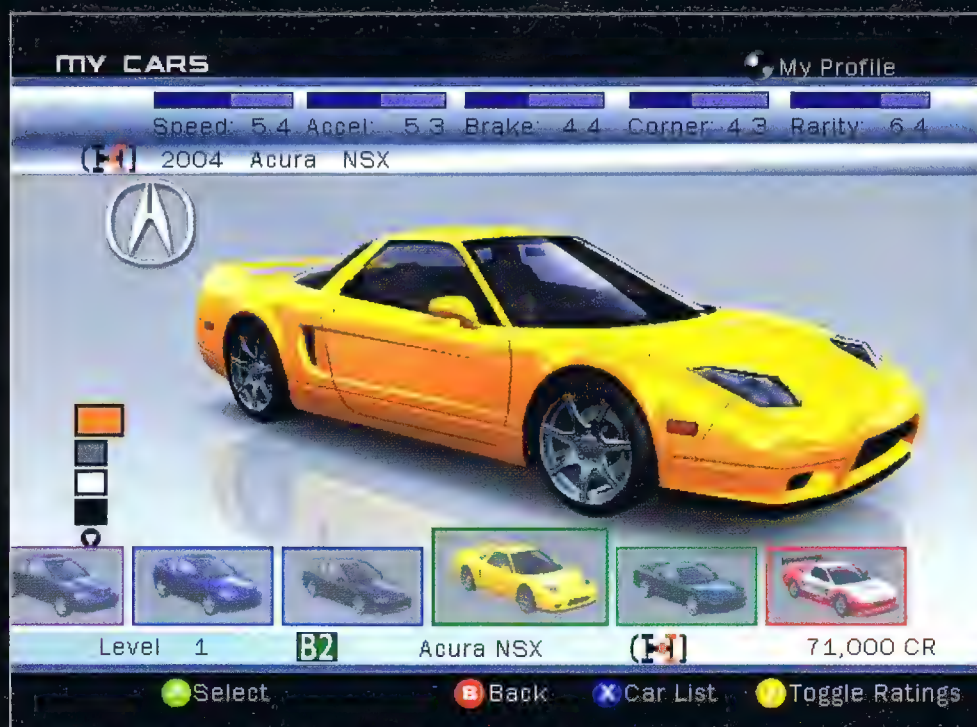 MY CARS
My Profile
Speed: 5.4 Accel: 5.3 Brake: 4.4 Corner: 4.3 Rarity: 6.4
2004 Acura NSX
Level 1 B2 Acura NSX 71,000 CR
A Select B Back X Car List Y Toggle Ratings